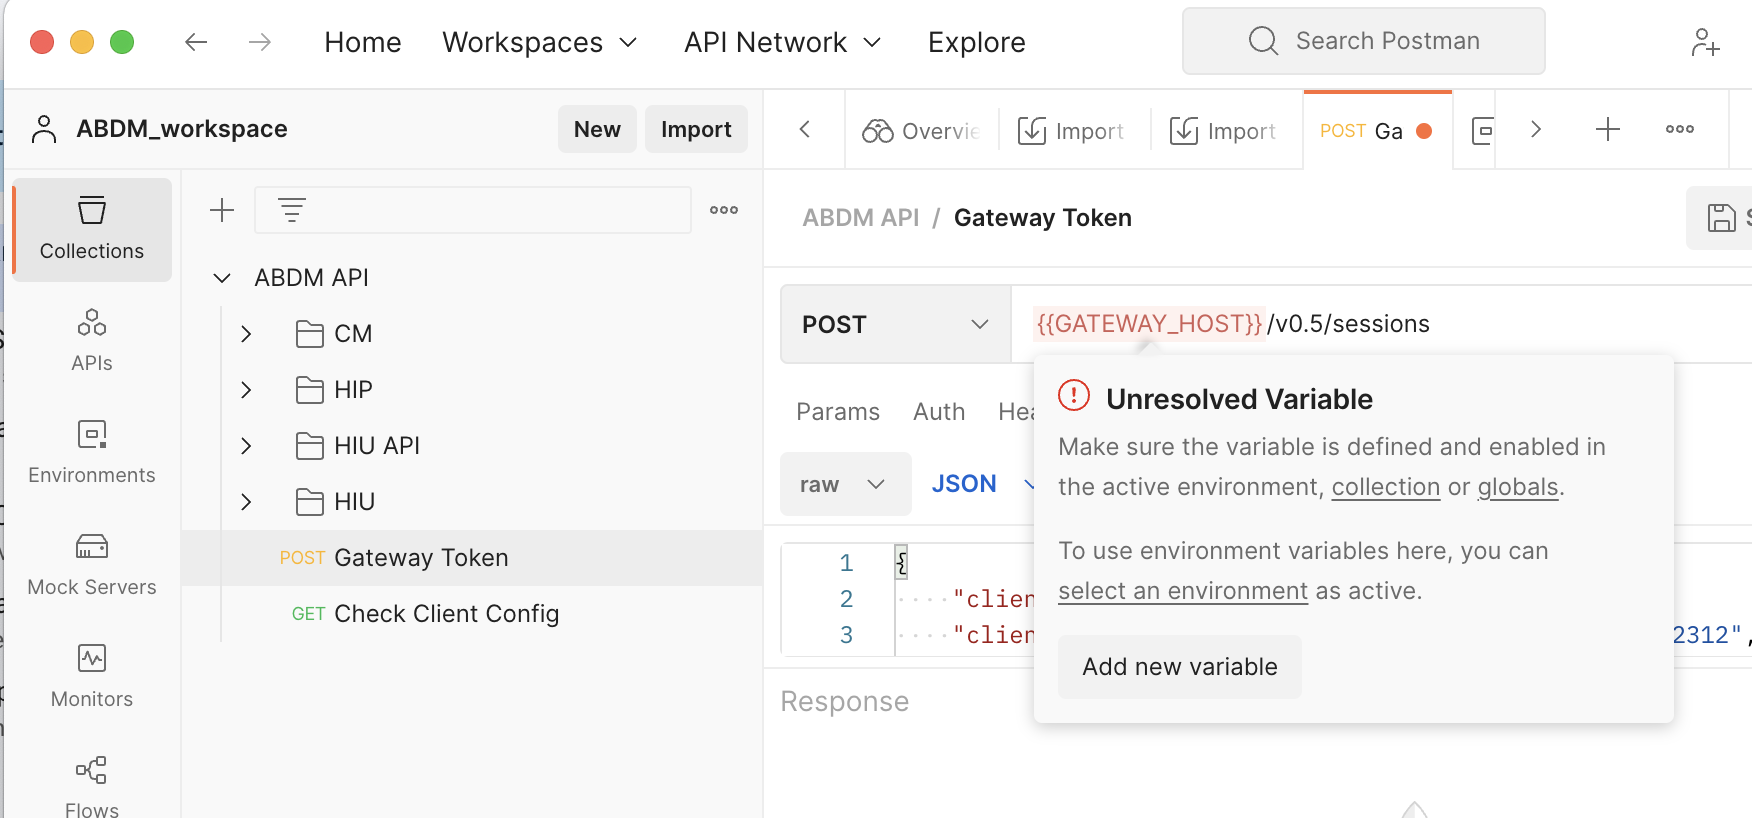 Home Workspaces API Network Explore Search Postman
ABDM_workspace New Import
Overvie Import Import POST Ga
Collections
APIs
Environments
Mock Servers
Monitors
Flows
ABDM API
CM
HIP
HIU API
HIU
POST Gateway Token
GET Check Client Config
ABDM API / Gateway Token
POST {{GATEWAY_HOST}}/v0.5/sessions
Params Auth Hea
raw JSON
Unresolved Variable
Make sure the variable is defined and enabled in
the active environment, collection or globals.
To use environment variables here, you can
select an environment as active.
Add new variable
1 {
2 "clien
3 "clien 2312",
Response